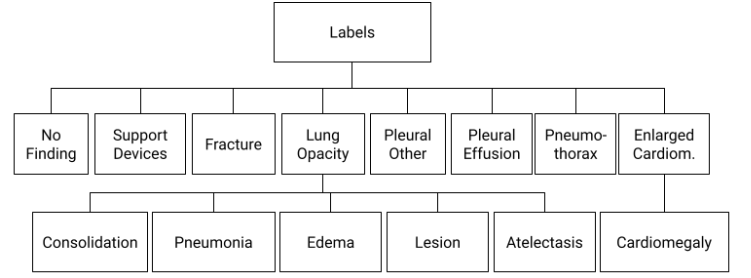 Labels
No
Finding
Support
Devices
Fracture
Lung
Opacity
Pleural
Other
Pleural
Effusion
Pneumo-
thorax
Enlarged
Cardiom.
Consolidation
Pneumonia
Edema
Lesion
Atelectasis
Cardiomegaly